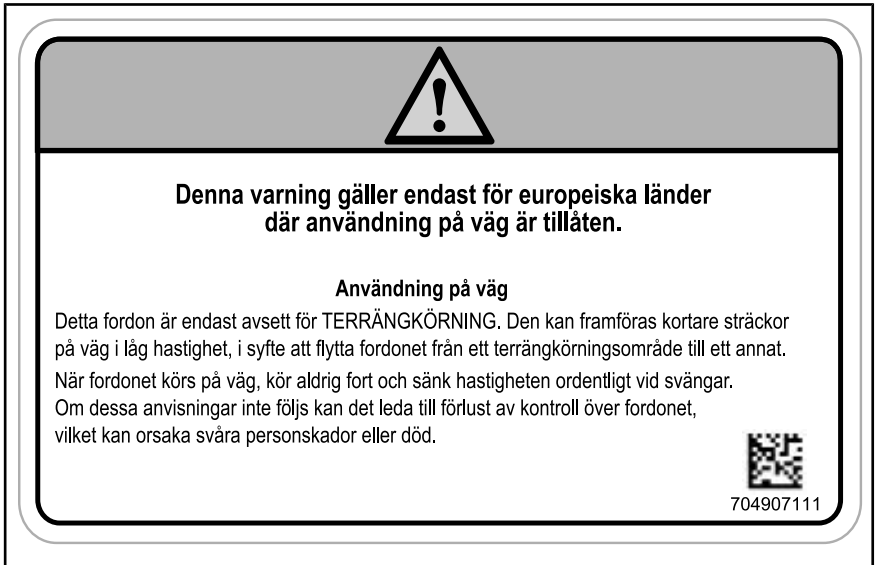 Denna varning gäller endast för europeiska länder
där användning på väg är tillåten.
Användning på väg
Detta fordon är endast avsett för TERRÄNGKÖRNING. Den kan framföras kortare sträckor
på väg i låg hastighet, i syfte att flytta fordonet från ett terrängkörningsområde till ett annat.
När fordonet körs på väg, kör aldrig fort och sänk hastigheten ordentligt vid svängar.
Om dessa anvisningar inte följs kan det leda till förlust av kontroll över fordonet,
vilket kan orsaka svåra personskador eller död.
704907111